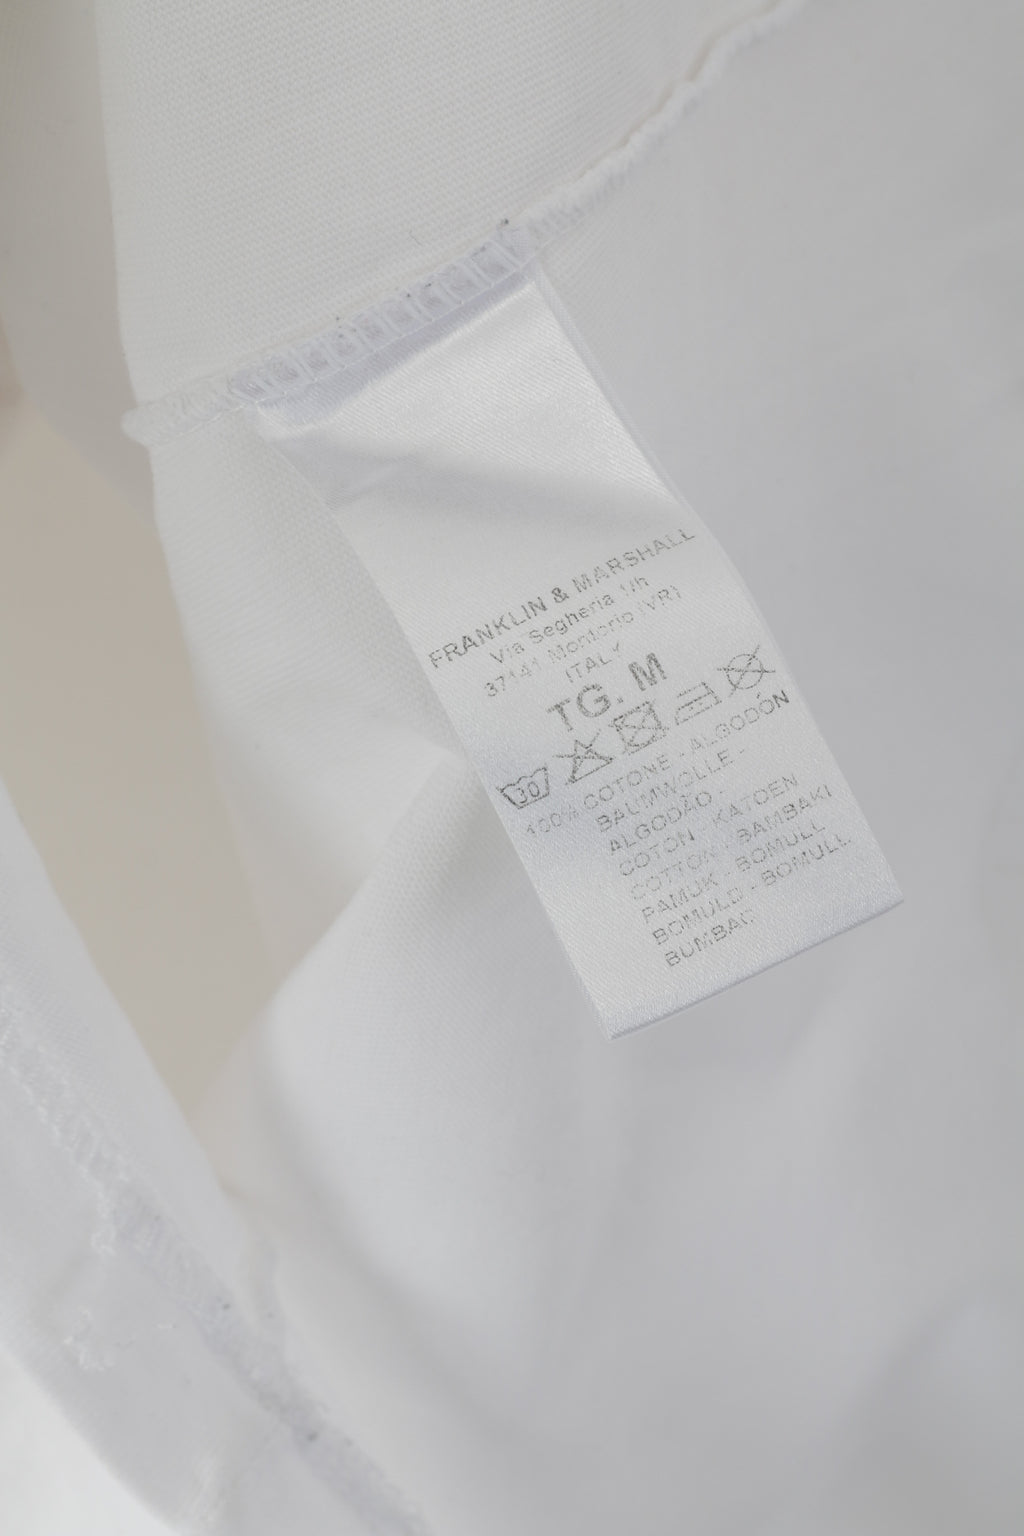 FRANKLIN & MARSHALL
Via Segheria 1/h
37141 Montorio (VR)
ITALY
TG. M
30
100% COTONE - ALGODÓN
BAUMWOLLE -
ALGODÃO -
COTON - KATOEN
COTTON - BAMBAKI
PAMUK - BOMULL
BOMULD - BOMULL
BUMBAC